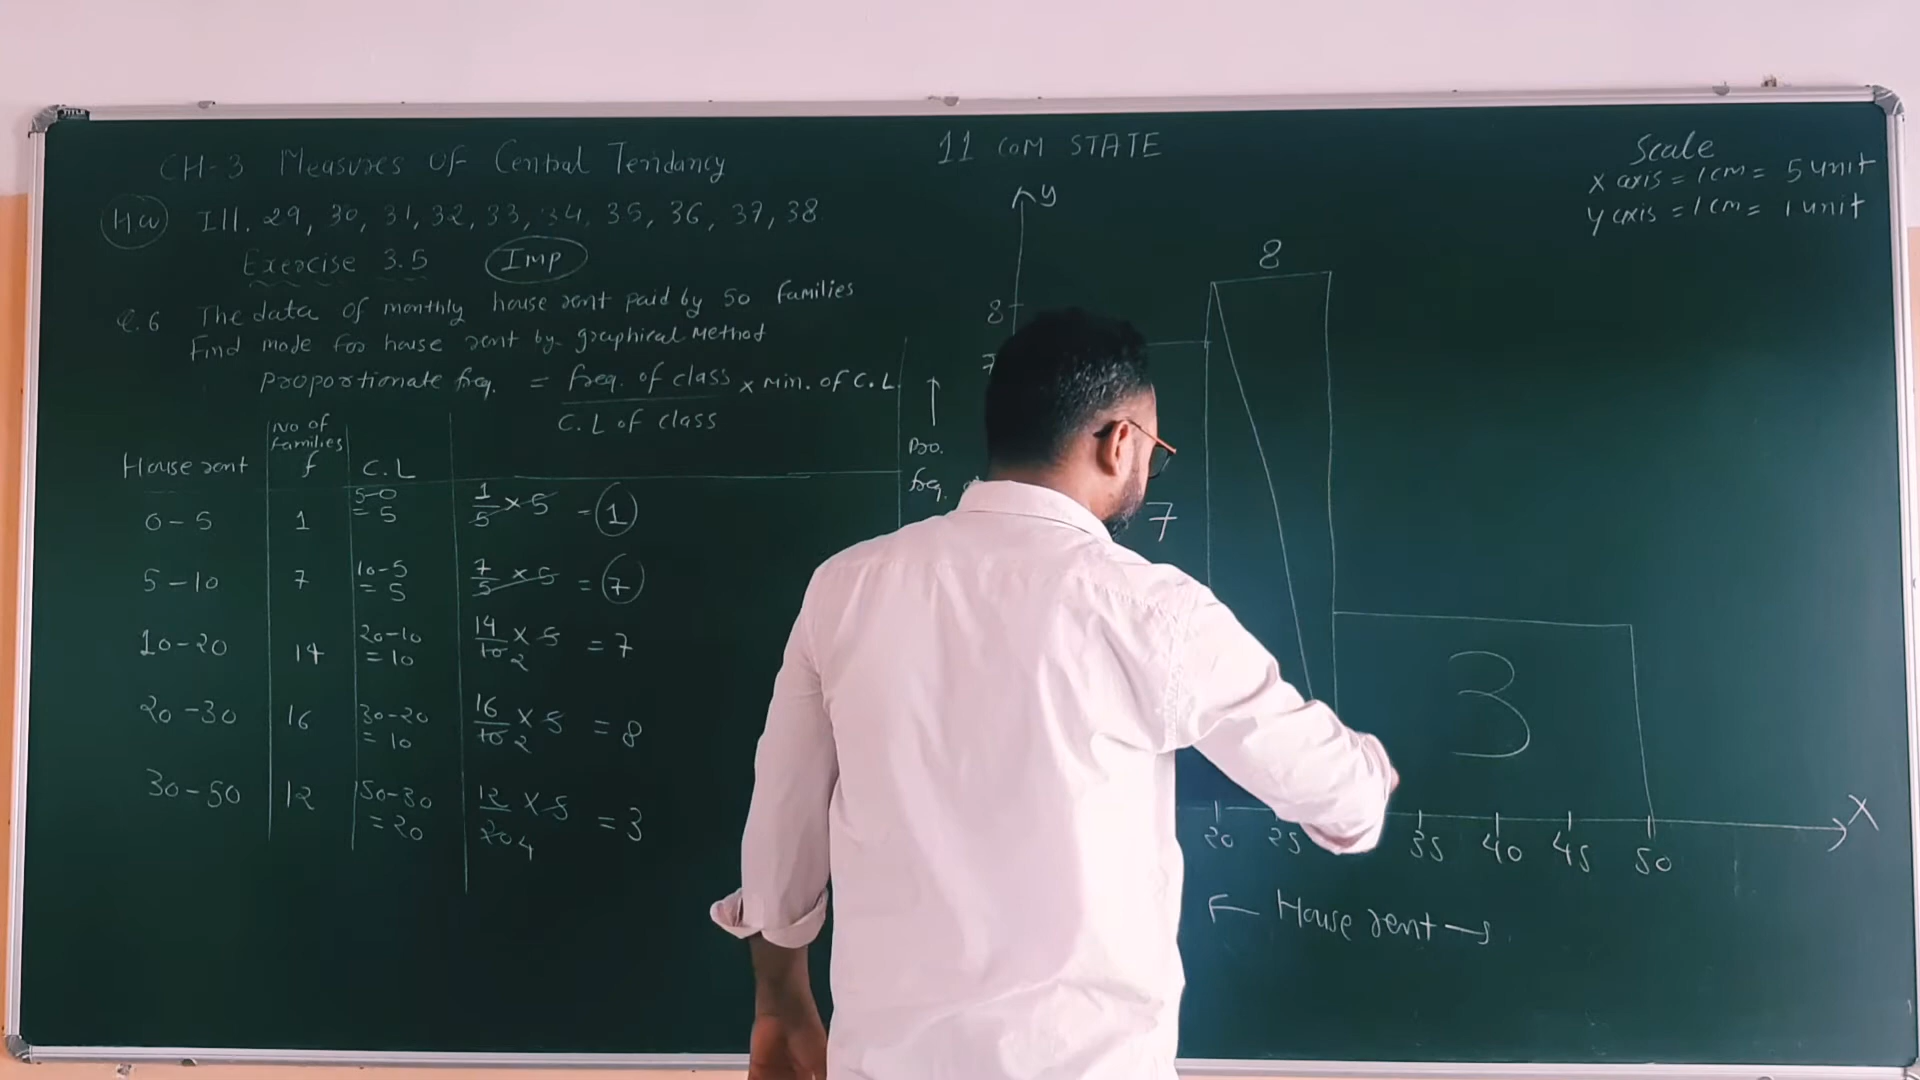 CH-3 Measures OF Central Tendancy
11 COM STATE
H.W Ill. 29, 30, 31, 32, 33, 34, 35, 36, 37, 38
Exercise 3.5 Imp
Q.6 The data of monthly house rent paid by 50 families
Find mode for house rent by graphical Method
Proportionate freq. = freq. of class / C.L of class × Min. of C.L.
House rent No of families f C.L
0-5 1 5-0 = 5 1/5 × 5 = 1
5-10 7 10-5 = 5 7/5 × 5 = 7
10-20 14 20-10 = 10 14/10 2 × 5 = 7
20-30 16 30-20 = 10 16/10 2 × 5 = 8
30-50 12 50-30 = 20 12/20 4 × 5 = 3
Scale
X axis = 1cm = 5 unit
y axis = 1cm = 1 unit
y
8
8
7
Pro.
freq.
7
3
X
20 25 35 40 45 50
← House rent →